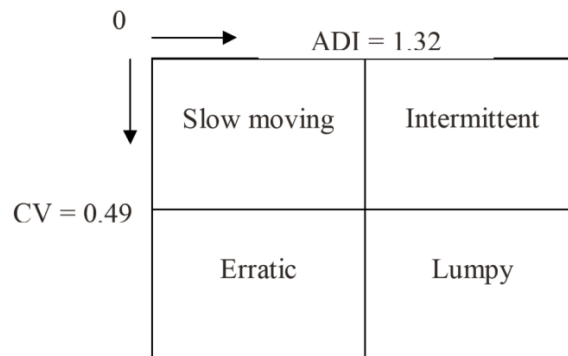 0
ADI = 1.32
Slow moving
Intermittent
CV = 0.49
Erratic
Lumpy